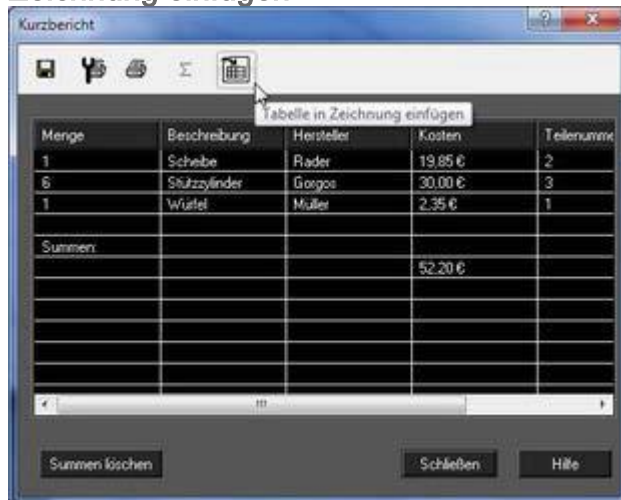 Zeichnung einfügen
Kurzbericht
Σ
Tabelle in Zeichnung einfügen
Menge Beschreibung Hersteller Kosten Teilenumme
1 Scheibe Rader 19,85 € 2
6 Stützzylinder Gorgos 30,00 € 3
1 Würfel Müller 2,35 € 1
Summen:
52,20 €
Summen löschen Schließen Hilfe